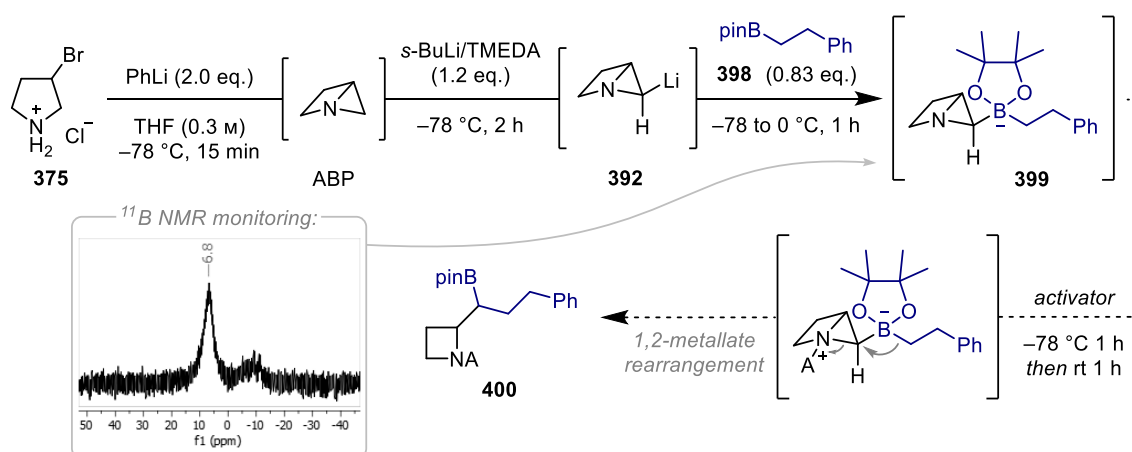 Br
N
H₂
+
Cl⁻
375
PhLi (2.0 eq.)
THF (0.3 M)
–78 °C, 15 min
N
ABP
s-BuLi/TMEDA
(1.2 eq.)
–78 °C, 2 h
N
Li
H
392
pinB
Ph
398 (0.83 eq.)
–78 to 0 °C, 1 h
O
O
B
–
N
H
Ph
399
¹¹B NMR monitoring:
—6.8
50 40 30 20 10 0 -10 -20 -30 -40
f1 (ppm)
pinB
Ph
NA
400
1,2-metallate
rearrangement
O
–
O
B
N
+
A
H
Ph
activator
–78 °C 1 h
then rt 1 h